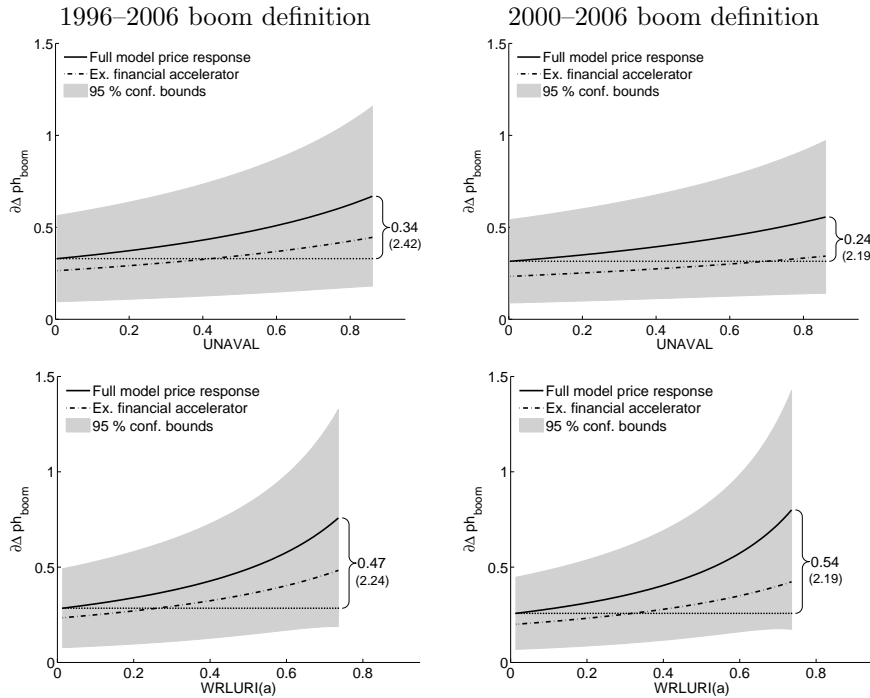 1996–2006 boom definition
2000–2006 boom definition
1.5
Full model price response
Ex. financial accelerator
95 % conf. bounds
1
∂Δ ph_boom
0.5
0.34
(2.42)
0
0
0.2
0.4
0.6
0.8
UNAVAL
1.5
Full model price response
Ex. financial accelerator
95 % conf. bounds
1
∂Δ ph_boom
0.5
0.24
(2.19)
0
0
0.2
0.4
0.6
0.8
UNAVAL
1.5
Full model price response
Ex. financial accelerator
95 % conf. bounds
1
∂Δ ph_boom
0.5
0.47
(2.24)
0
0
0.2
0.4
0.6
0.8
WRLURI(a)
1.5
Full model price response
Ex. financial accelerator
95 % conf. bounds
1
∂Δ ph_boom
0.5
0.54
(2.19)
0
0
0.2
0.4
0.6
0.8
WRLURI(a)